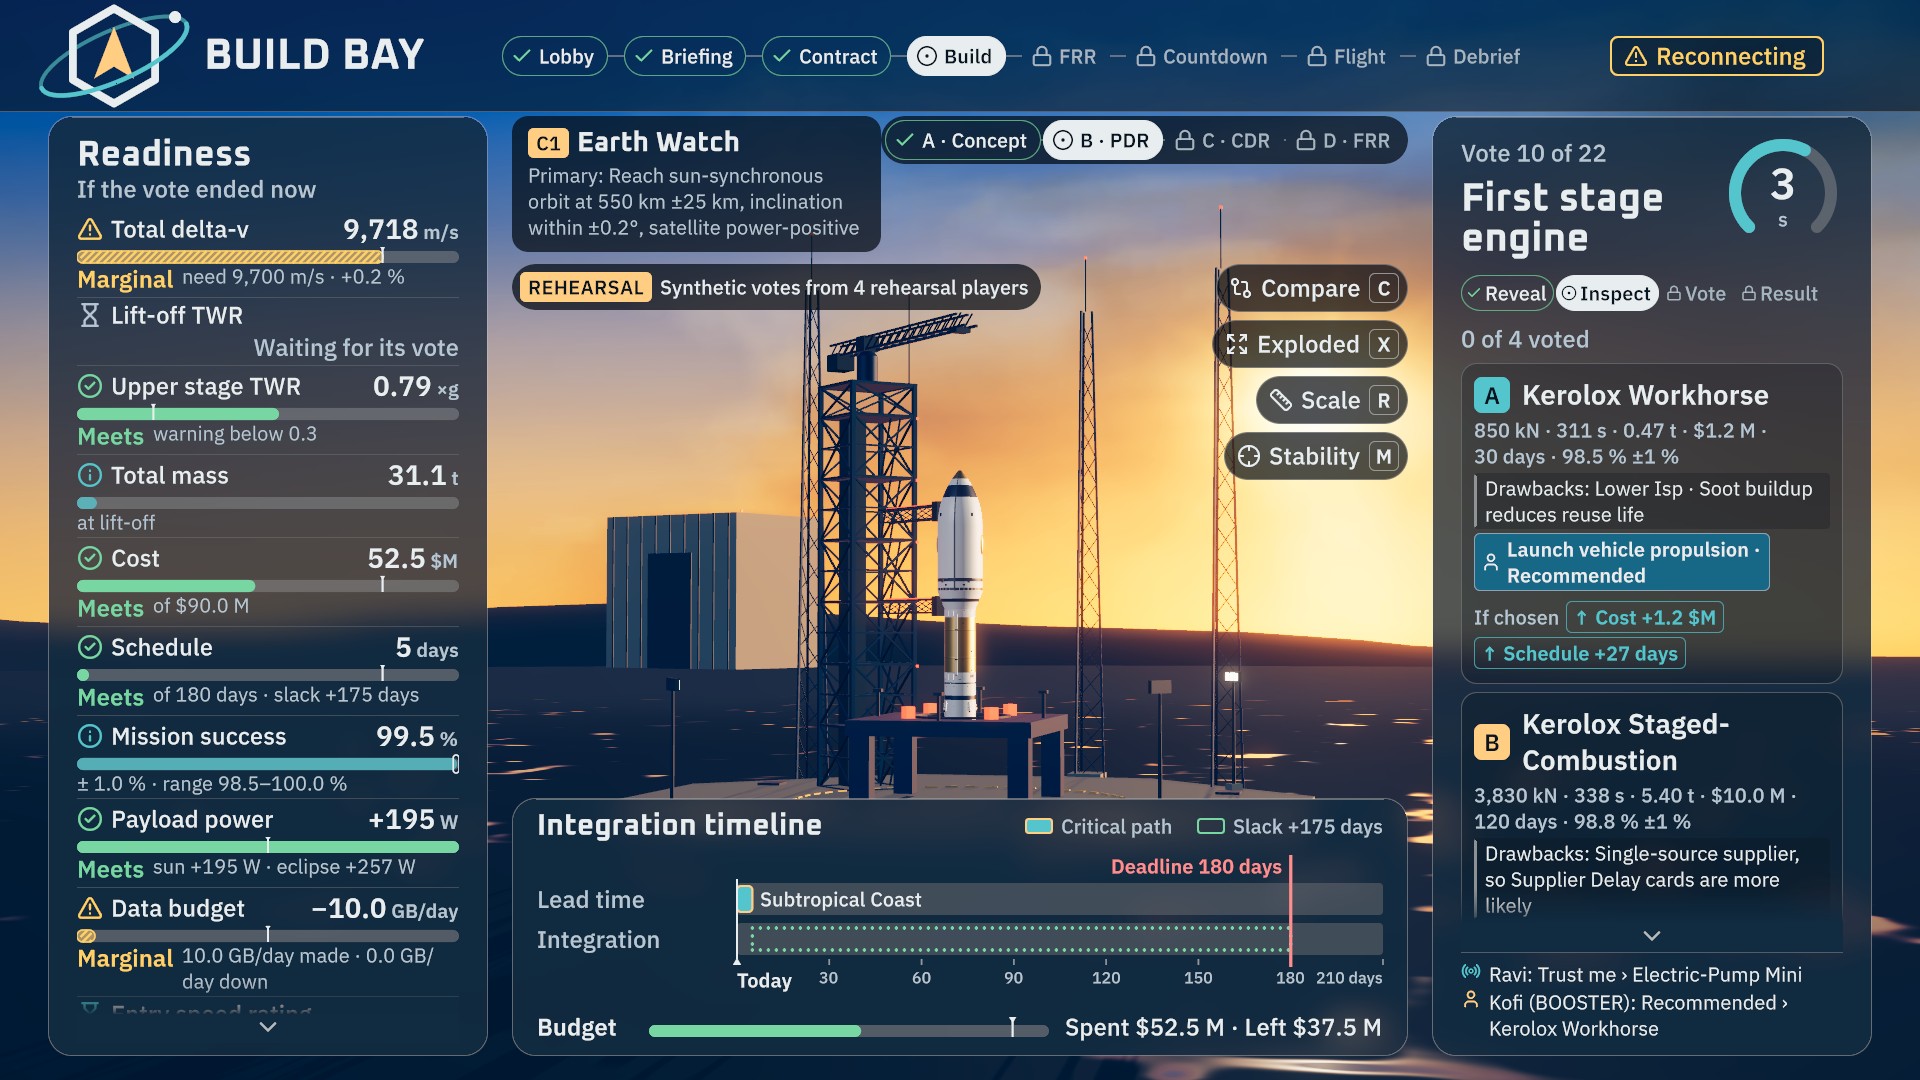 BUILD BAY
Lobby
Briefing
Contract
Build
FRR
Countdown
Flight
Debrief
Reconnecting
Readiness
If the vote ended now
Total delta-v 9,718 m/s
Marginal need 9,700 m/s · +0.2 %
Lift-off TWR
Waiting for its vote
Upper stage TWR 0.79 ×g
Meets warning below 0.3
Total mass 31.1 t
at lift-off
Cost 52.5 $M
Meets of $90.0 M
Schedule 5 days
Meets of 180 days · slack +175 days
Mission success 99.5 %
± 1.0 % · range 98.5–100.0 %
Payload power +195 W
Meets sun +195 W · eclipse +257 W
Data budget −10.0 GB/day
Marginal 10.0 GB/day made · 0.0 GB/
day down
Entry speed rating
C1 Earth Watch
Primary: Reach sun-synchronous
orbit at 550 km ±25 km, inclination
within ±0.2°, satellite power-positive
A · Concept
B · PDR
C · CDR
D · FRR
REHEARSAL Synthetic votes from 4 rehearsal players
Compare C
Exploded X
Scale R
Stability M
Integration timeline
Critical path
Slack +175 days
Deadline 180 days
Lead time
Subtropical Coast
Integration
Today 30 60 90 120 150 180 210 days
Budget
Spent $52.5 M · Left $37.5 M
Vote 10 of 22
First stage
engine
3
s
Reveal
Inspect
Vote
Result
0 of 4 voted
A Kerolox Workhorse
850 kN · 311 s · 0.47 t · $1.2 M ·
30 days · 98.5 % ±1 %
Drawbacks: Lower Isp · Soot buildup
reduces reuse life
Launch vehicle propulsion ·
Recommended
If chosen ↑ Cost +1.2 $M
↑ Schedule +27 days
B Kerolox Staged-
Combustion
3,830 kN · 338 s · 5.40 t · $10.0 M ·
120 days · 98.8 % ±1 %
Drawbacks: Single-source supplier,
so Supplier Delay cards are more
likely
Ravi: Trust me › Electric-Pump Mini
Kofi (BOOSTER): Recommended ›
Kerolox Workhorse